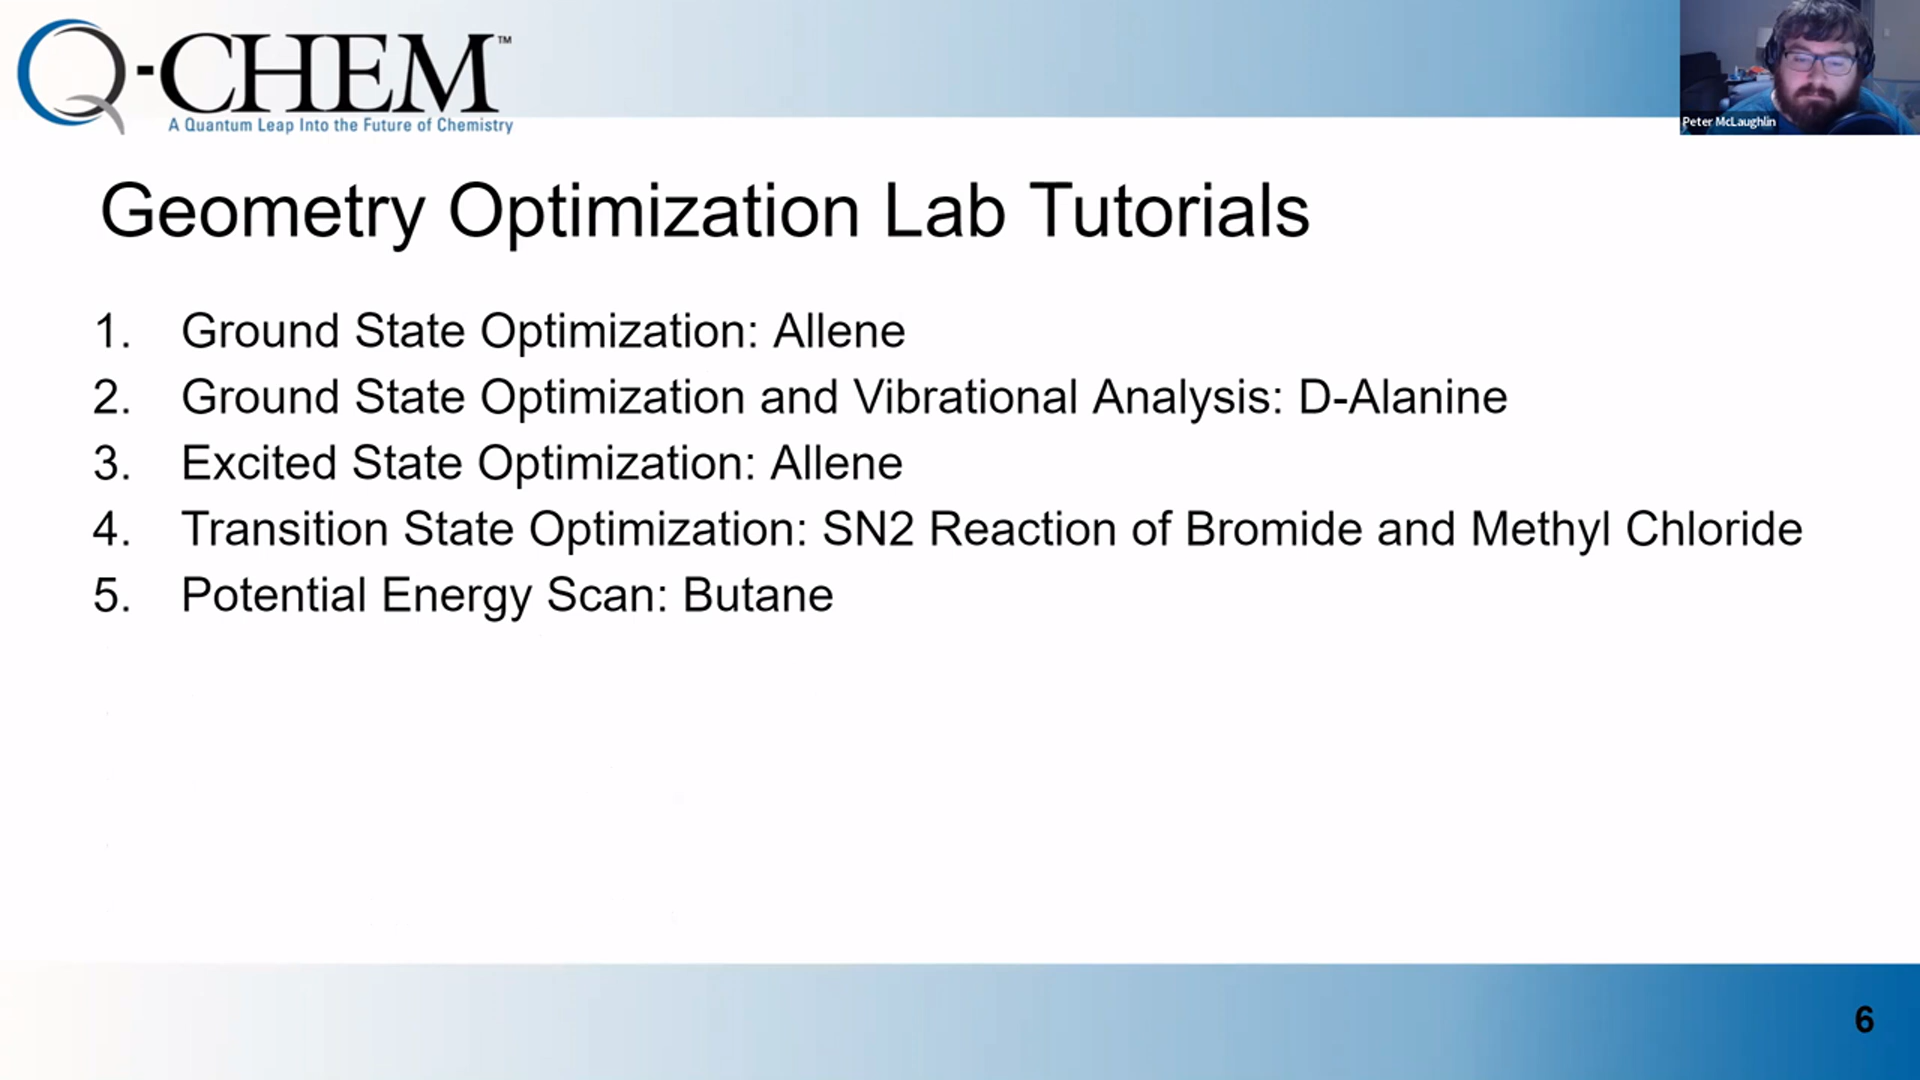 Q-CHEM™
A Quantum Leap Into the Future of Chemistry
Peter McLaughlin
Geometry Optimization Lab Tutorials
1. Ground State Optimization: Allene
2. Ground State Optimization and Vibrational Analysis: D-Alanine
3. Excited State Optimization: Allene
4. Transition State Optimization: SN2 Reaction of Bromide and Methyl Chloride
5. Potential Energy Scan: Butane
6